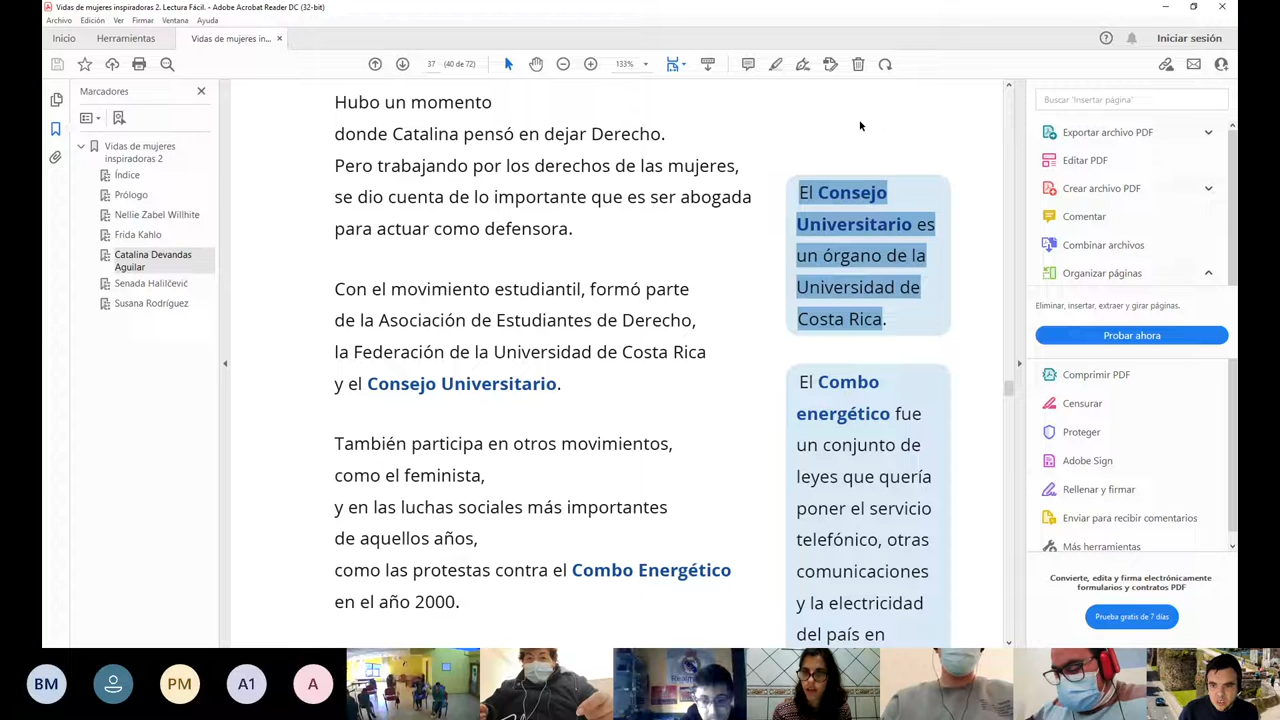 Vidas de mujeres inspiradoras 2. Lectura Fácil. - Adobe Acrobat Reader DC (32-bit)
Archivo Edición Ver Firmar Ventana Ayuda
Inicio Herramientas Vidas de mujeres in... Iniciar sesión
37 (40 de 72) 133%
Marcadores
Vidas de mujeres
inspiradoras 2
Índice
Prólogo
Nellie Zabel Willhite
Frida Kahlo
Catalina Devandas
Aguilar
Senada Halilčević
Susana Rodríguez
Hubo un momento
donde Catalina pensó en dejar Derecho.
Pero trabajando por los derechos de las mujeres,
se dio cuenta de lo importante que es ser abogada
para actuar como defensora.
Con el movimiento estudiantil, formó parte
de la Asociación de Estudiantes de Derecho,
la Federación de la Universidad de Costa Rica
y el Consejo Universitario.
También participa en otros movimientos,
como el feminista,
y en las luchas sociales más importantes
de aquellos años,
como las protestas contra el Combo Energético
en el año 2000.
El Consejo
Universitario es
un órgano de la
Universidad de
Costa Rica.
El Combo
energético fue
un conjunto de
leyes que quería
poner el servicio
telefónico, otras
comunicaciones
y la electricidad
del país en
Buscar 'Insertar página'
Exportar archivo PDF
Editar PDF
Crear archivo PDF
Comentar
Combinar archivos
Organizar páginas
Eliminar, insertar, extraer y girar páginas.
Probar ahora
Comprimir PDF
Censurar
Proteger
Adobe Sign
Rellenar y firmar
Enviar para recibir comentarios
Más herramientas
Convierte, edita y firma electrónicamente
formularios y contratos PDF
Prueba gratis de 7 días
BM PM A1 A